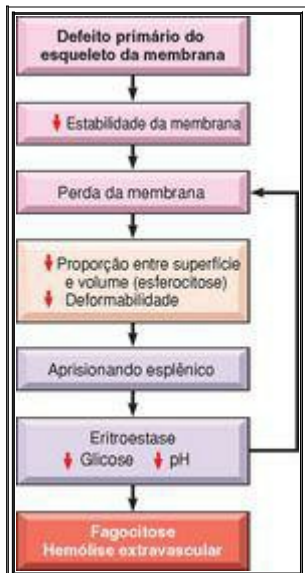 Defeito primário do
esqueleto da membrana
Estabilidade da membrana
Perda da membrana
Proporção entre superfície
e volume (esferocitose)
Deformabilidade
Aprisionando esplênico
Eritroestase
Glicose pH
Fagocitose
Hemólise extravascular